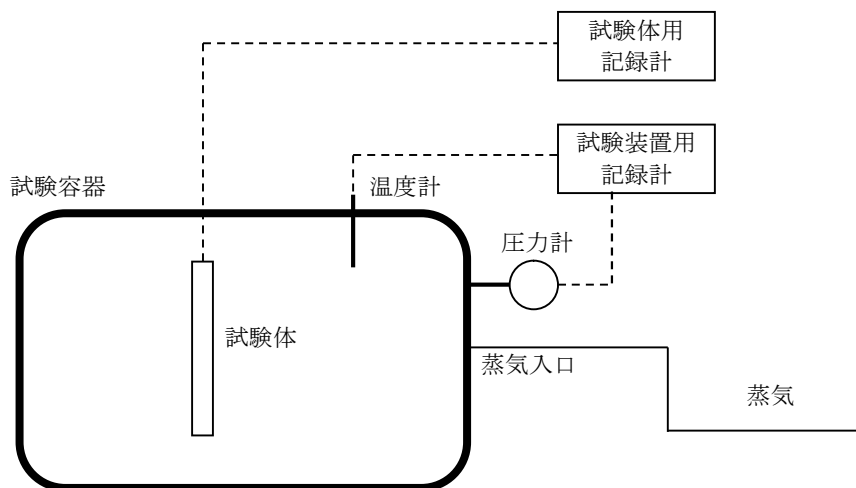 試験体用
記録計
試験装置用
記録計
試験容器
温度計
圧力計
試験体
蒸気入口
蒸気